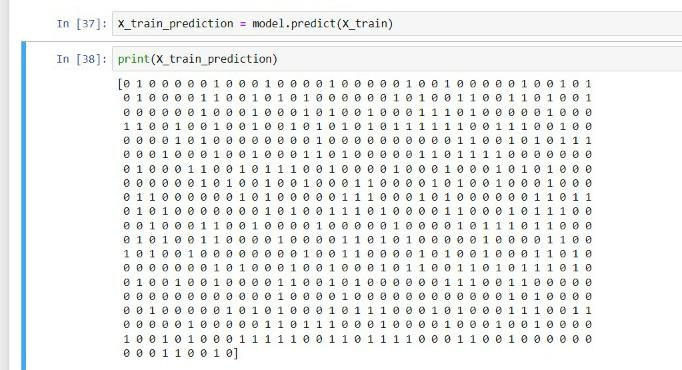 In [37]: X_train_prediction = model.predict(X_train)
In [38]: print(X_train_prediction)
[0 1 0 0 0 0 0 1 0 0 0 1 0 0 0 0 1 0 0 0 0 0 1 0 0 1 0 0 0 0 0 1 0 0 1 0 1
0 1 0 0 0 0 1 1 0 0 1 0 1 0 1 0 0 0 0 0 0 1 0 1 0 0 1 1 0 0 1 1 0 1 0 0 1
0 0 0 0 0 0 1 0 0 0 1 0 0 0 1 0 1 0 0 1 0 0 0 1 1 1 0 1 0 0 0 0 0 1 0 0 0
1 1 0 0 1 0 0 1 0 0 1 0 0 1 0 1 0 1 0 1 0 1 1 1 1 1 1 1 0 0 1 1 1 0 0 1 0 0
0 0 0 0 1 0 1 0 0 0 0 0 0 0 0 1 0 0 0 0 0 0 0 0 0 0 1 1 0 0 1 0 1 0 1 1 1
0 0 0 1 0 0 0 1 0 0 1 0 0 0 1 1 0 1 0 0 0 0 0 1 1 0 1 1 1 1 0 0 0 0 0 0 0
0 1 0 0 0 1 1 0 0 1 0 1 1 1 0 0 1 0 0 0 0 1 0 0 0 1 0 0 0 1 0 1 0 1 0 0 0
0 0 0 0 0 0 1 0 1 0 0 1 0 1 0 0 0 1 1 0 0 0 0 1 0 1 0 0 1 0 0 0 1 0 0 0
0 1 1 0 0 0 0 0 0 0 1 0 1 0 0 0 0 1 1 1 0 0 0 1 0 1 0 0 0 0 0 0 1 1 0 1 1
0 1 0 1 0 0 0 0 0 0 1 0 1 0 0 1 1 1 0 1 0 0 0 0 1 1 0 0 0 1 0 1 1 1 0 0
0 0 1 0 0 0 1 1 0 0 1 0 0 0 0 1 0 0 0 0 0 1 0 0 0 0 1 0 1 1 1 0 1 1 0 0 0
0 1 0 1 0 0 1 1 0 0 0 0 1 0 0 0 0 1 1 0 1 0 1 0 0 0 0 0 0 1 0 0 0 1 1 0 0
1 0 1 0 0 1 0 0 0 0 0 0 0 0 1 0 0 1 0 0 0 0 0 0 1 0 0 1 0 0 0 1 1 0 1 0
0 0 0 0 0 0 0 1 0 1 0 0 0 1 0 0 1 0 0 0 1 0 1 1 0 0 1 1 0 1 0 1 1 1 0 1 0
0 1 0 0 1 0 0 1 0 0 0 0 1 1 0 0 1 0 1 0 0 0 0 0 0 0 0 1 1 1 0 0 1 1 0 0 0
0 0 0 0 0 0 0 0 0 0 1 1 0 0 0 1 0 0 0 0 0 0 0 0 0 0 0 0 0 0 1 0 1 0 0 0 0
0 0 1 0 0 0 0 0 1 0 1 0 0 0 1 0 1 1 1 0 0 0 1 0 1 0 0 0 1 1 1 0 0 1 1
0 0 0 0 0 1 0 0 0 0 0 1 1 0 1 1 1 0 0 0 1 0 0 0 0 1 0 0 0 1 0 0 1 0 0 0 0
1 0 0 1 0 1 0 0 0 1 1 1 1 1 0 0 1 1 0 1 1 1 1 0 0 0 1 1 0 0 1 0 0 0 0 0 0
0 0 0 1 1 0 0 1 0]